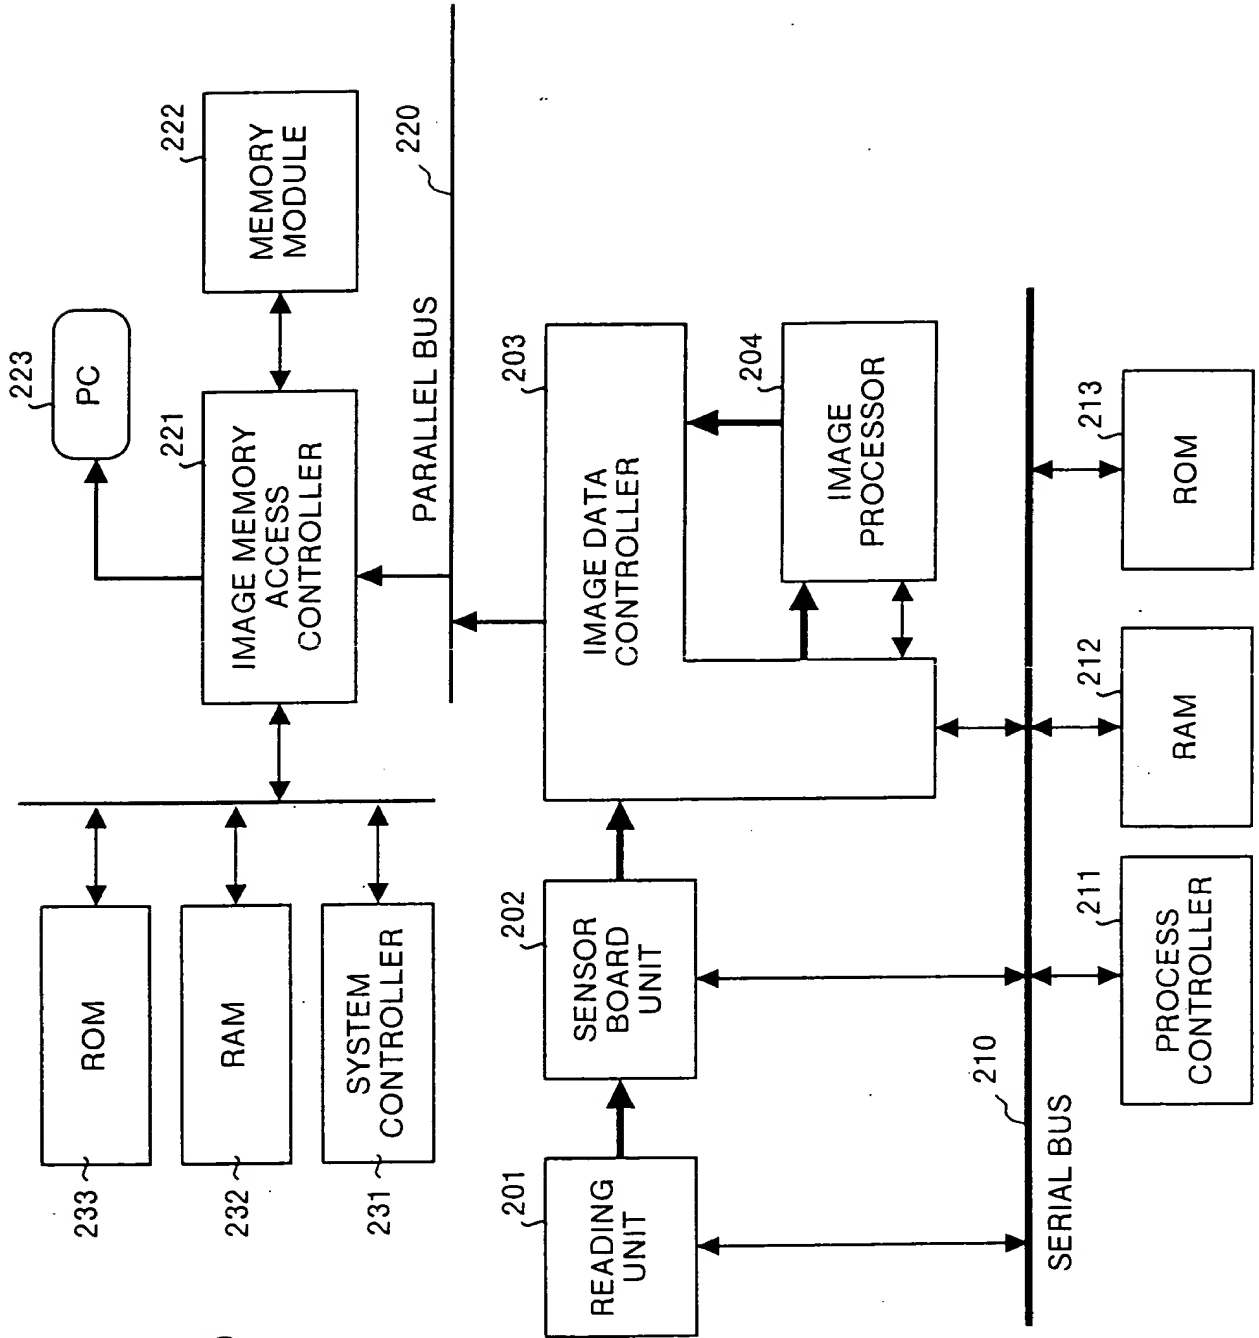 233
ROM
232
RAM
231
SYSTEM
CONTROLLER
223
PC
221
IMAGE MEMORY
ACCESS
CONTROLLER
222
MEMORY
MODULE
PARALLEL BUS
220
201
READING
UNIT
202
SENSOR
BOARD
UNIT
203
IMAGE DATA
CONTROLLER
204
IMAGE
PROCESSOR
210
SERIAL BUS
211
PROCESS
CONTROLLER
212
RAM
213
ROM